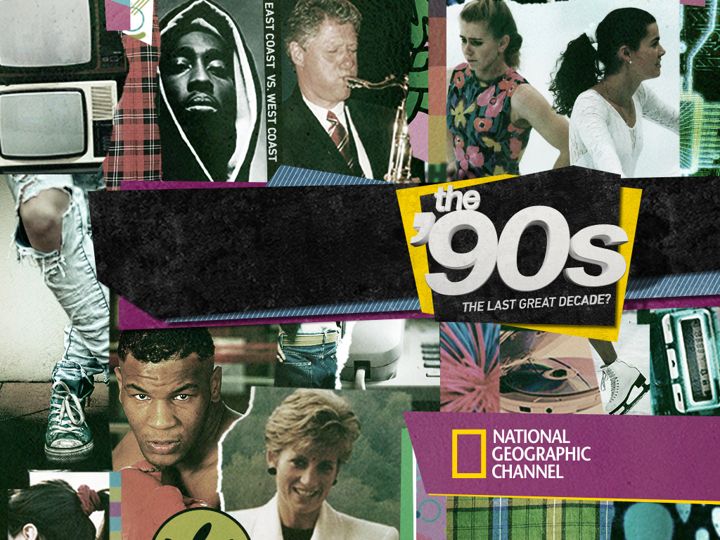 EAST COAST VS. WEST COAST
the
'90s
THE LAST GREAT DECADE?
NATIONAL
GEOGRAPHIC
CHANNEL